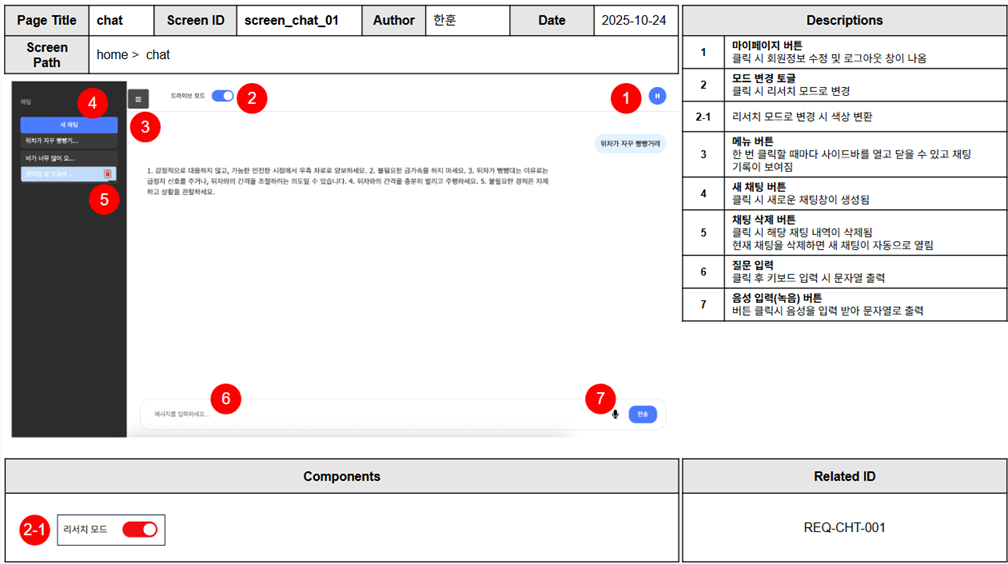 Page Title chat Screen ID screen_chat_01 Author 한훈 Date 2025-10-24
Screen Path home > chat
채팅
4
새 채팅
뒤차가 자꾸 빵빵거...
비가 너무 많이 오...
5
3
드라이브 모드
2
1
뒤차가 자꾸 빵빵거려
1. 감정적으로 대응하지 않고, 가능한 안전한 시점에서 우측 차로로 양보하세요. 2. 불필요한 급가속을 하지 마세요. 3. 뒤차가 빵빵대는 이유로는
급정지 신호를 주거나, 뒤차와의 간격을 조절하려는 의도일 수 있습니다. 4. 뒤차와의 간격을 충분히 벌리고 주행하세요. 5. 불필요한 경적은 자제
하고 상황을 관찰하세요.
6
메시지를 입력하세요...
7
전송
Descriptions
1 마이페이지 버튼
클릭 시 회원정보 수정 및 로그아웃 창이 나옴
2 모드 변경 토글
클릭 시 리서치 모드로 변경
2-1 리서치 모드로 변경 시 색상 변환
3 메뉴 버튼
한 번 클릭할 때마다 사이드바를 열고 닫을 수 있고 채팅
기록이 보여짐
4 새 채팅 버튼
클릭 시 새로운 채팅창이 생성됨
5 채팅 삭제 버튼
클릭 시 해당 채팅 내역이 삭제됨
현재 채팅을 삭제하면 새 채팅이 자동으로 열림
6 질문 입력
클릭 후 키보드 입력 시 문자열 출력
7 음성 입력(녹음) 버튼
버튼 클릭시 음성을 입력 받아 문자열로 출력
Components
2-1 리서치 모드
Related ID
REQ-CHT-001